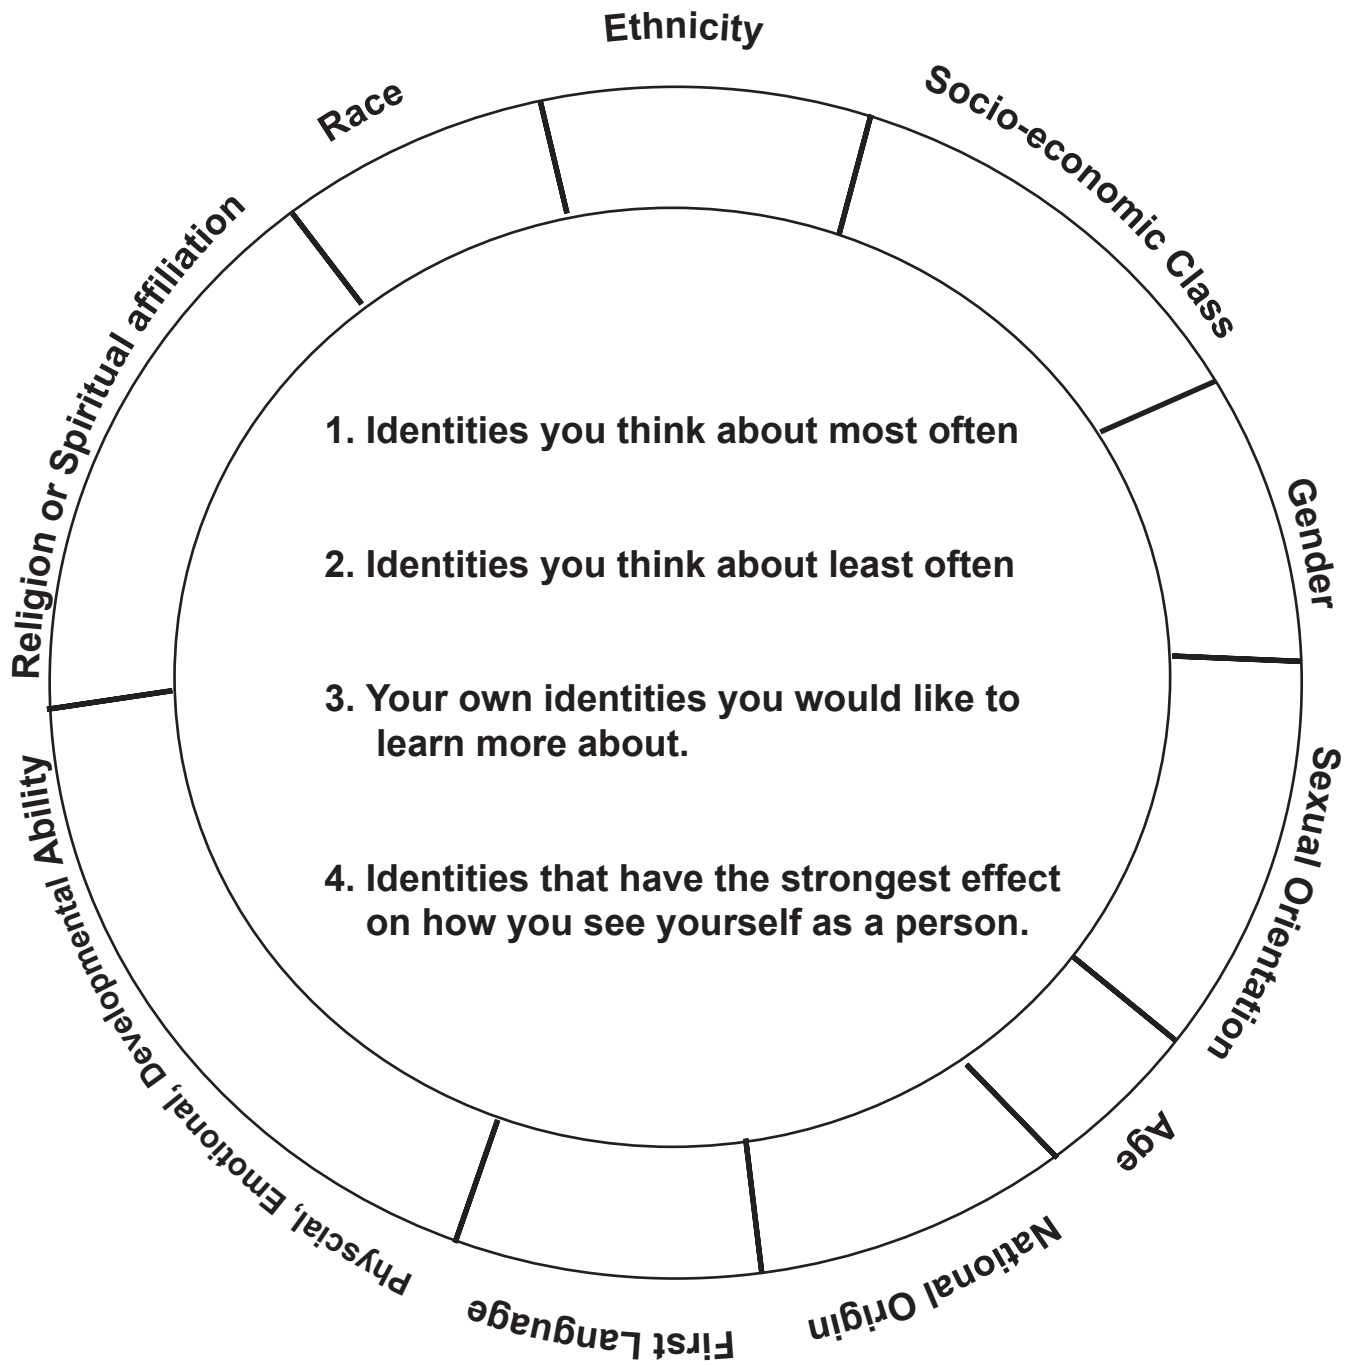 Ethnicity
Socio-economic Class
Gender
Sexual Orientation
Age
National Origin
First Language
Physcial, Emotional, Developmental Ability
Religion or Spiritual affiliation
Race
1. Identities you think about most often
2. Identities you think about least often
3. Your own identities you would like to
learn more about.
4. Identities that have the strongest effect
on how you see yourself as a person.